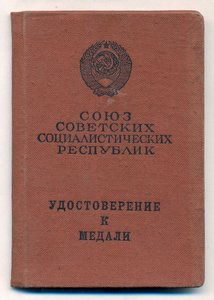 СОЮЗ
СОВЕТСКИХ
СОЦИАЛИСТИЧЕСКИХ
РЕСПУБЛИК
УДОСТОВЕРЕНИЕ
К
МЕДАЛИ